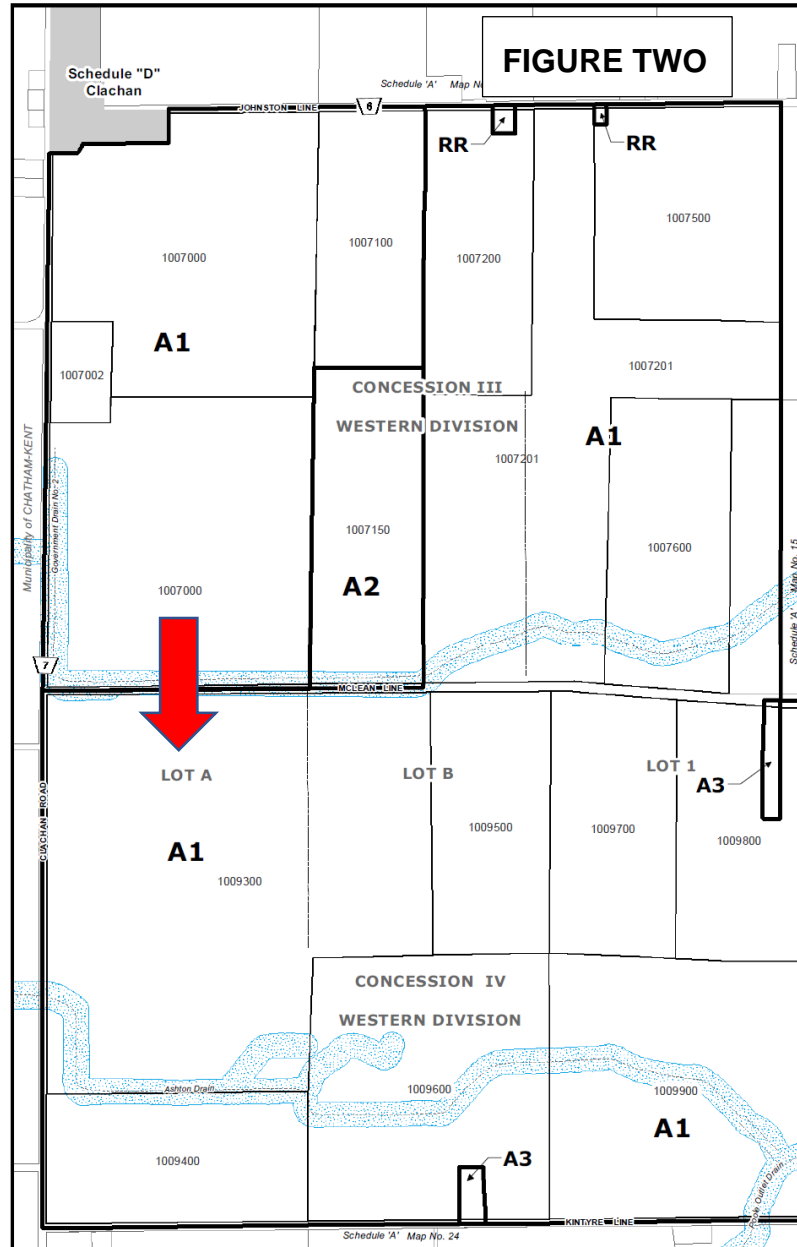 FIGURE TWO
Schedule "D"
Clachan
Schedule 'A' Map
JOHNSTON LINE
6
RR
RR
1007500
1007100
1007000
1007200
A1
1007002
1007201
CONCESSION III
WESTERN DIVISION
A1
1007201
Municipality of CHATHAM-KENT
Government Drain No. 2
1007150
1007600
Schedule 'A' Map No. 15
A2
1007000
7
MCLEAN LINE
LOT A
LOT B
LOT 1
A3
CLACHAN ROAD
A1
1009500
1009700
1009800
1009300
CONCESSION IV
WESTERN DIVISION
Ashton Drain
1009600
1009900
A1
1009400
A3
Poole Outlet Drain
KINTYRE LINE
Schedule 'A' Map No. 24